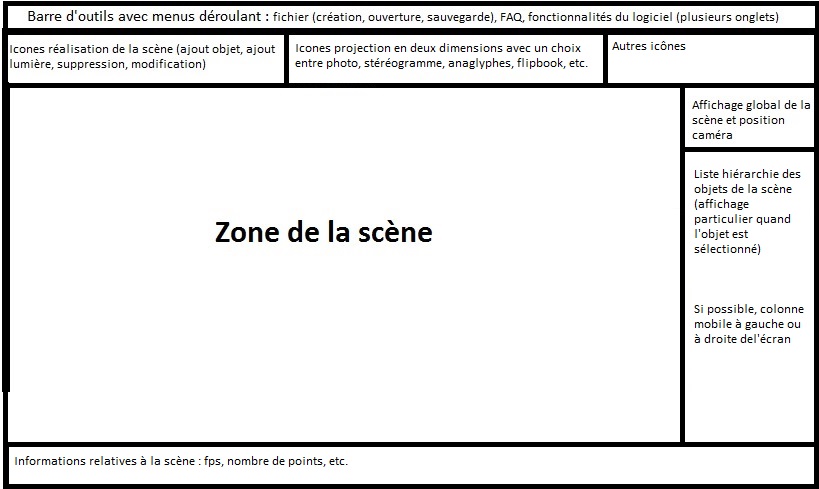 Barre d'outils avec menus déroulant : fichier (création, ouverture, sauvegarde), FAQ, fonctionnalités du logiciel (plusieurs onglets)
Icones réalisation de la scène (ajout objet, ajout
lumière, suppression, modification)
Icones projection en deux dimensions avec un choix
entre photo, stéréogramme, anaglyphes, flipbook, etc.
Autres icônes
Affichage global de la
scène et position
caméra
Zone de la scène
Liste hiérarchie des
objets de la scène
(affichage
particulier quand
l'objet est
sélectionné)
Si possible, colonne
mobile à gauche ou
à droite del'écran
Informations relatives à la scène : fps, nombre de points, etc.